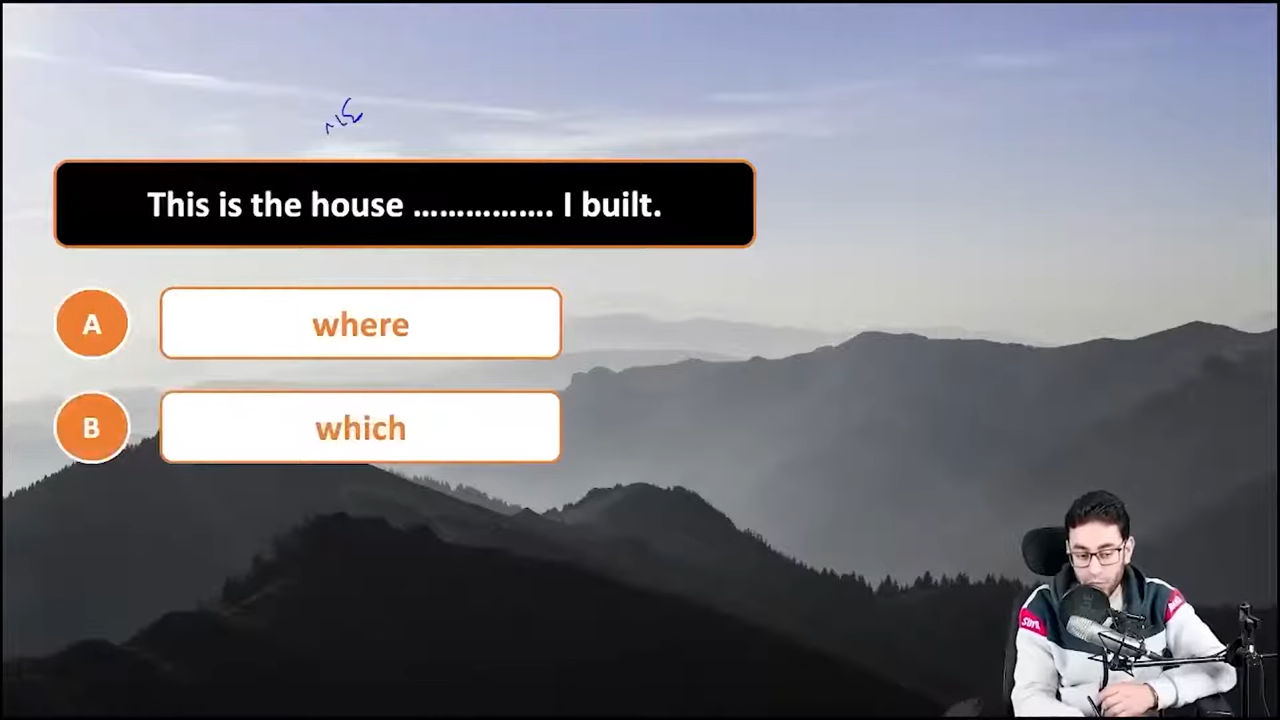 This is the house ................ I built.
A where
B which